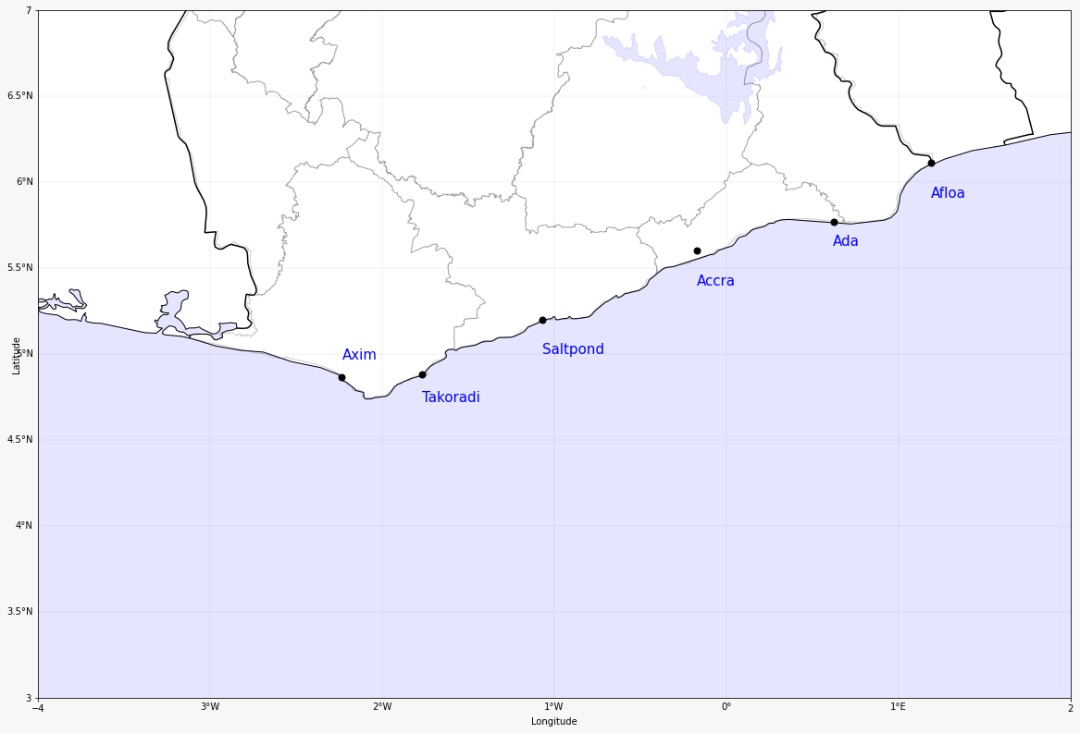 7
6.5°N
6°N
5.5°N
5°N
4.5°N
4°N
3.5°N
3
Latitude
Afloa
Ada
Accra
Saltpond
Axim
Takoradi
−4
3°W
2°W
1°W
0°
1°E
2
Longitude